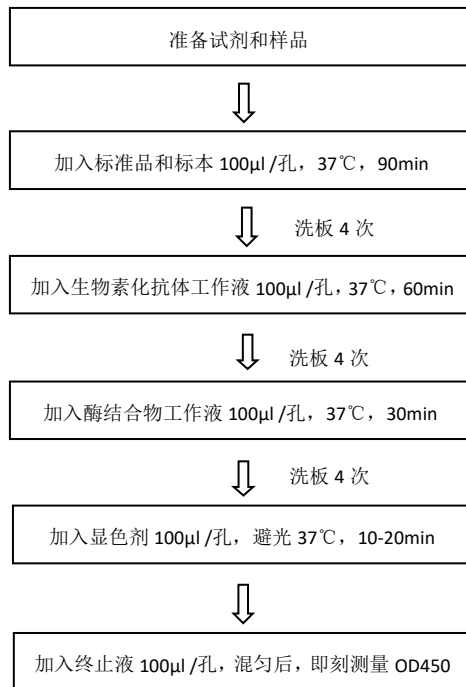 准备试剂和样品
加入标准品和标本 100μl /孔，37℃，90min
洗板 4 次
加入生物素化抗体工作液 100μl /孔，37℃，60min
洗板 4 次
加入酶结合物工作液 100μl /孔，37℃，30min
洗板 4 次
加入显色剂 100μl /孔，避光 37℃，10-20min
加入终止液 100μl /孔，混匀后，即刻测量 OD450